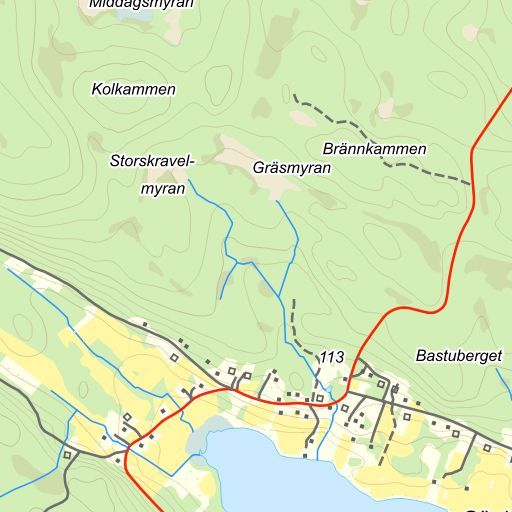 Middagsmyran
Kolkammen
Brännkammen
Storskravel-
myran
Gräsmyran
113
Bastuberget